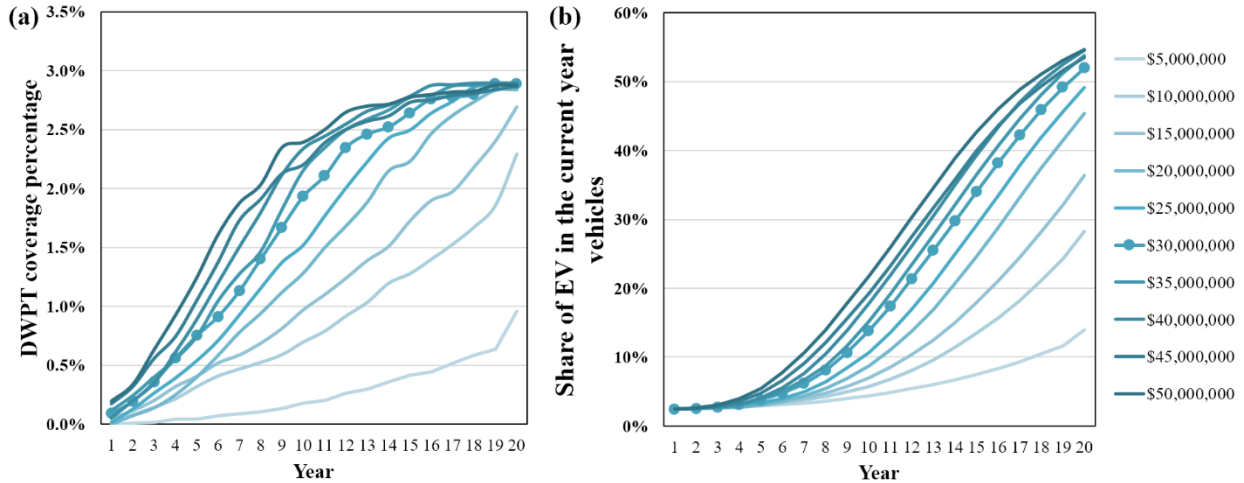 (a)
DWPT coverage percentage
3.5%
3.0%
2.5%
2.0%
1.5%
1.0%
0.5%
0.0%
1 2 3 4 5 6 7 8 9 10 11 12 13 14 15 16 17 18 19 20
Year
(b)
Share of EV in the current year
vehicles
60%
50%
40%
30%
20%
10%
0%
1 2 3 4 5 6 7 8 9 10 11 12 13 14 15 16 17 18 19 20
Year
$5,000,000
$10,000,000
$15,000,000
$20,000,000
$25,000,000
$30,000,000
$35,000,000
$40,000,000
$45,000,000
$50,000,000